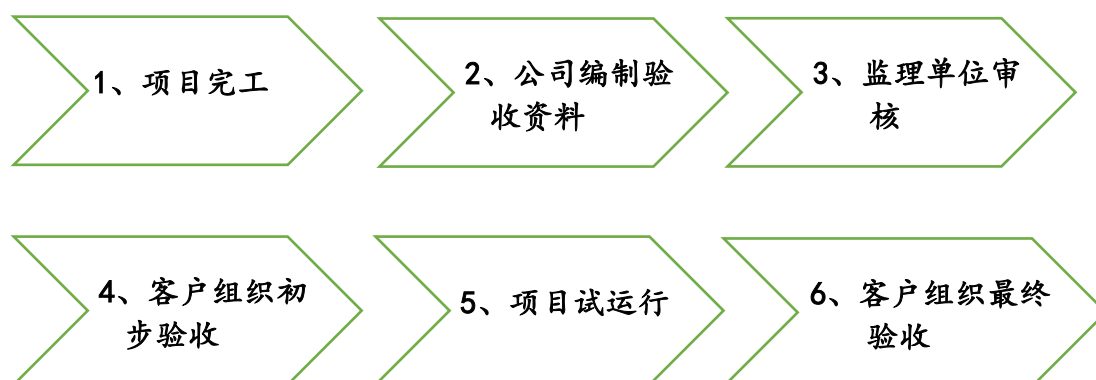 1、项目完工
2、公司编制验
收资料
3、监理单位审
核
4、客户组织初
步验收
5、项目试运行
6、客户组织最终
验收